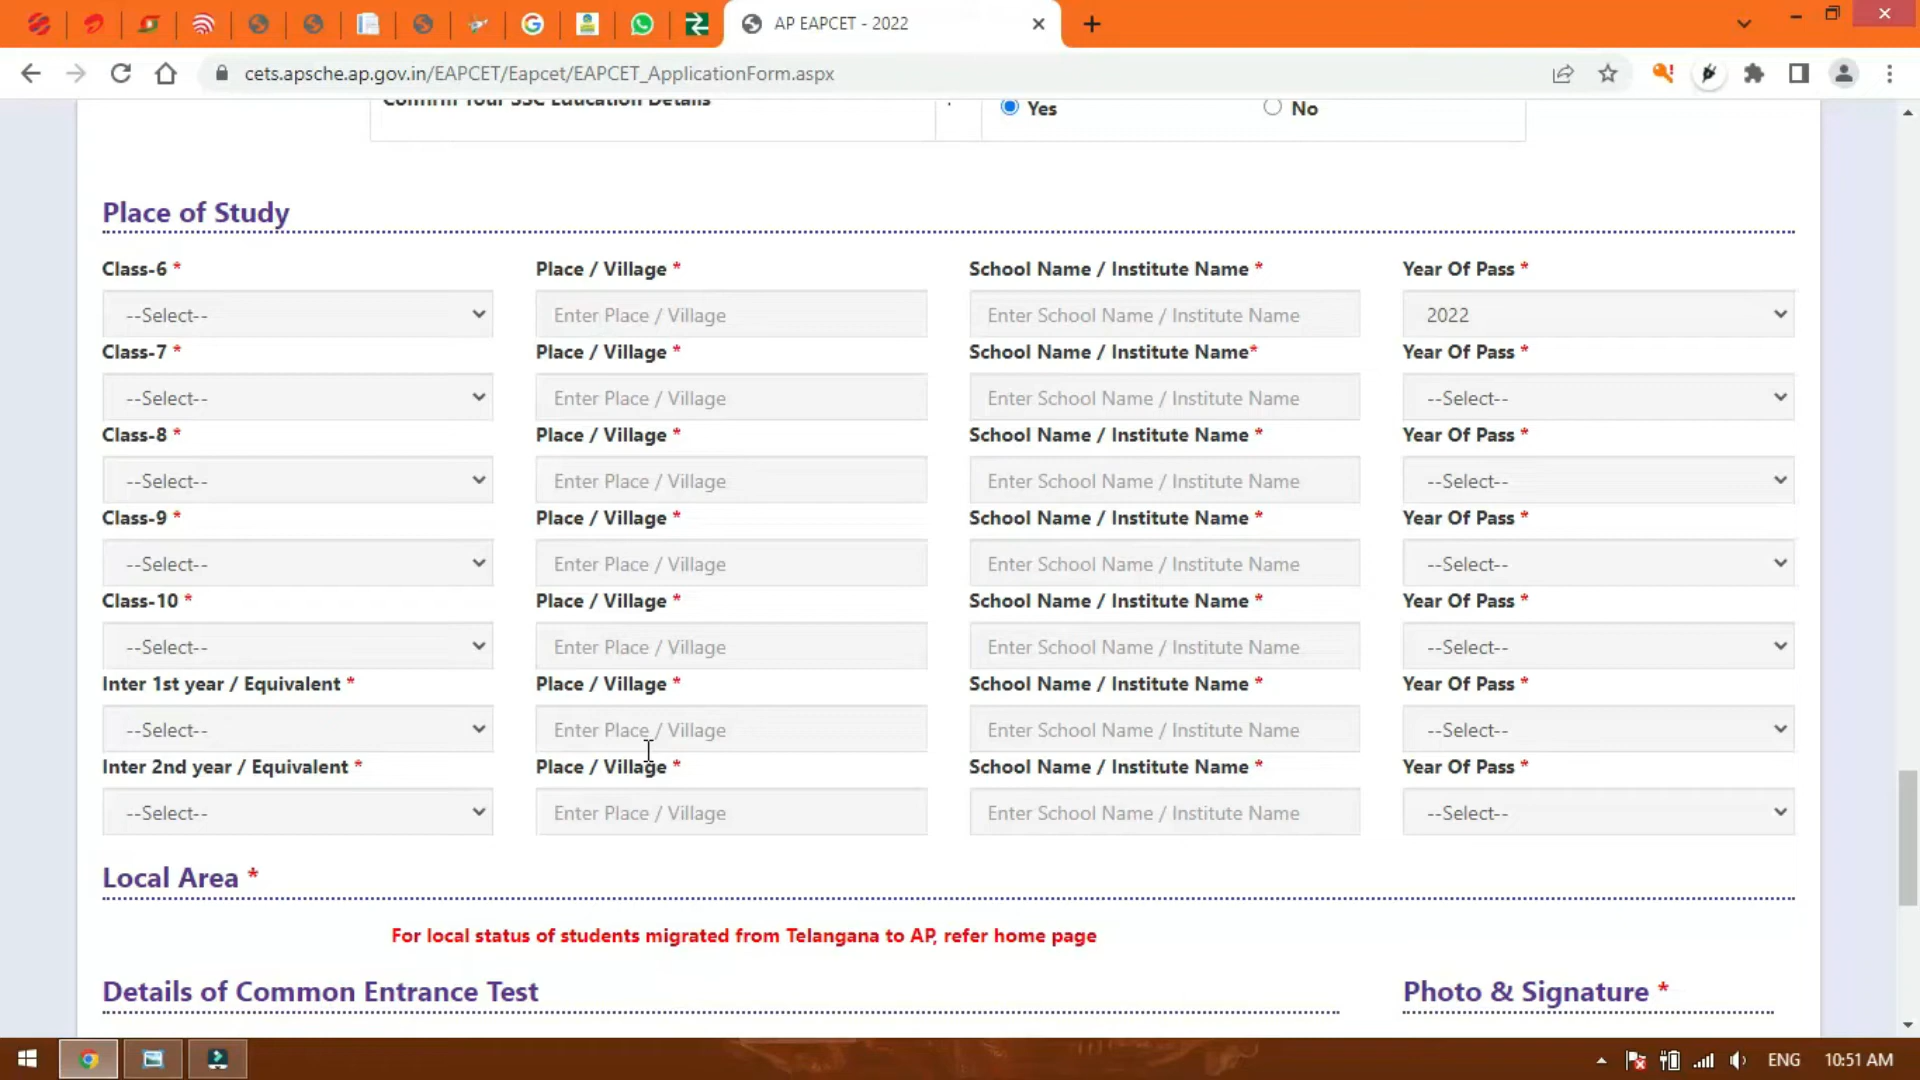 AP EAPCET - 2022
cets.apsche.ap.gov.in/EAPCET/Eapcet/EAPCET_ApplicationForm.aspx
Confirm Your SSC Education Details
Yes No
Place of Study
Class-6 * Place / Village * School Name / Institute Name * Year Of Pass *
--Select-- Enter Place / Village Enter School Name / Institute Name 2022
Class-7 * Place / Village * School Name / Institute Name* Year Of Pass *
--Select-- Enter Place / Village Enter School Name / Institute Name --Select--
Class-8 * Place / Village * School Name / Institute Name * Year Of Pass *
--Select-- Enter Place / Village Enter School Name / Institute Name --Select--
Class-9 * Place / Village * School Name / Institute Name * Year Of Pass *
--Select-- Enter Place / Village Enter School Name / Institute Name --Select--
Class-10 * Place / Village * School Name / Institute Name * Year Of Pass *
--Select-- Enter Place / Village Enter School Name / Institute Name --Select--
Inter 1st year / Equivalent * Place / Village * School Name / Institute Name * Year Of Pass *
--Select-- Enter Place / Village Enter School Name / Institute Name --Select--
Inter 2nd year / Equivalent * Place / Village * School Name / Institute Name * Year Of Pass *
--Select-- Enter Place / Village Enter School Name / Institute Name --Select--
Local Area *
For local status of students migrated from Telangana to AP, refer home page
Details of Common Entrance Test Photo & Signature *
ENG 10:51 AM